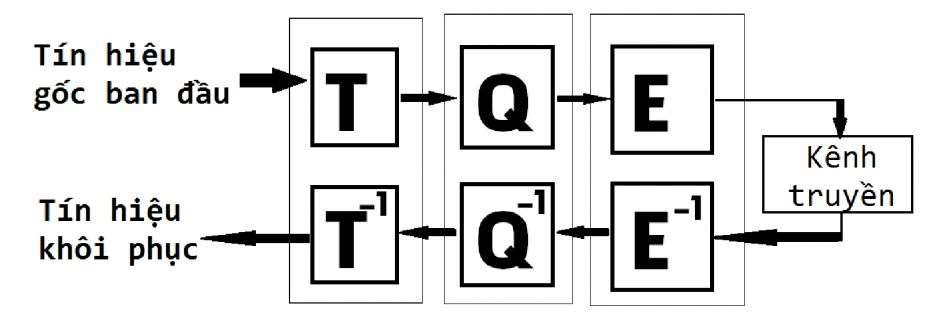 Tín hiệu
gốc ban đầu
T
Q
E
Kênh
truyền
Tín hiệu
khôi phục
T-1
Q-1
E-1